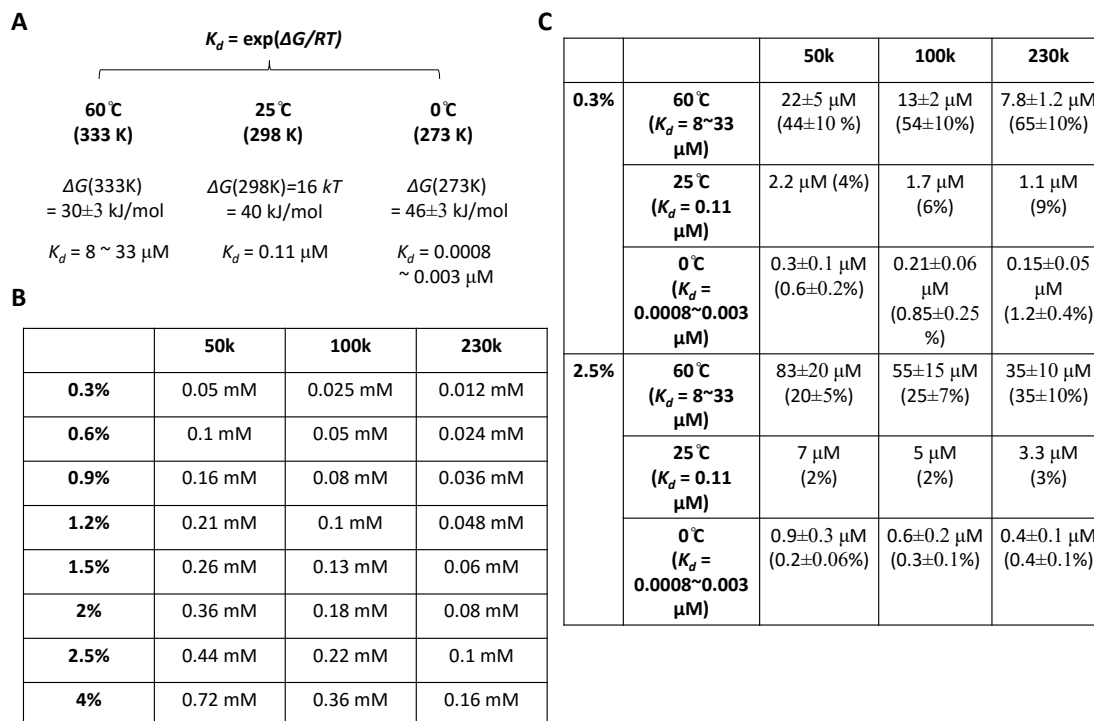 A
K_d = exp(ΔG/RT)
60℃ 25℃ 0℃
(333 K) (298 K) (273 K)
ΔG(333K) ΔG(298K)=16 kT ΔG(273K)
= 30±3 kJ/mol = 40 kJ/mol = 46±3 kJ/mol
K_d = 8 ~ 33 μM K_d = 0.11 μM K_d = 0.0008
~ 0.003 μM
B
50k 100k 230k
0.3% 0.05 mM 0.025 mM 0.012 mM
0.6% 0.1 mM 0.05 mM 0.024 mM
0.9% 0.16 mM 0.08 mM 0.036 mM
1.2% 0.21 mM 0.1 mM 0.048 mM
1.5% 0.26 mM 0.13 mM 0.06 mM
2% 0.36 mM 0.18 mM 0.08 mM
2.5% 0.44 mM 0.22 mM 0.1 mM
4% 0.72 mM 0.36 mM 0.16 mM
C
50k 100k 230k
0.3% 60℃ 22±5 μM 13±2 μM 7.8±1.2 μM
(K_d = 8~33 (44±10 %) (54±10%) (65±10%)
μM)
25℃ 2.2 μM (4%) 1.7 μM 1.1 μM
(K_d = 0.11 (6%) (9%)
μM)
0℃ 0.3±0.1 μM 0.21±0.06 0.15±0.05
(K_d = (0.6±0.2%) μM μM
0.0008~0.003 (0.85±0.25 (1.2±0.4%)
μM) %)
2.5% 60℃ 83±20 μM 55±15 μM 35±10 μM
(K_d = 8~33 (20±5%) (25±7%) (35±10%)
μM)
25℃ 7 μM 5 μM 3.3 μM
(K_d = 0.11 (2%) (2%) (3%)
μM)
0℃ 0.9±0.3 μM 0.6±0.2 μM 0.4±0.1 μM
(K_d = (0.2±0.06%) (0.3±0.1%) (0.4±0.1%)
0.0008~0.003
μM)